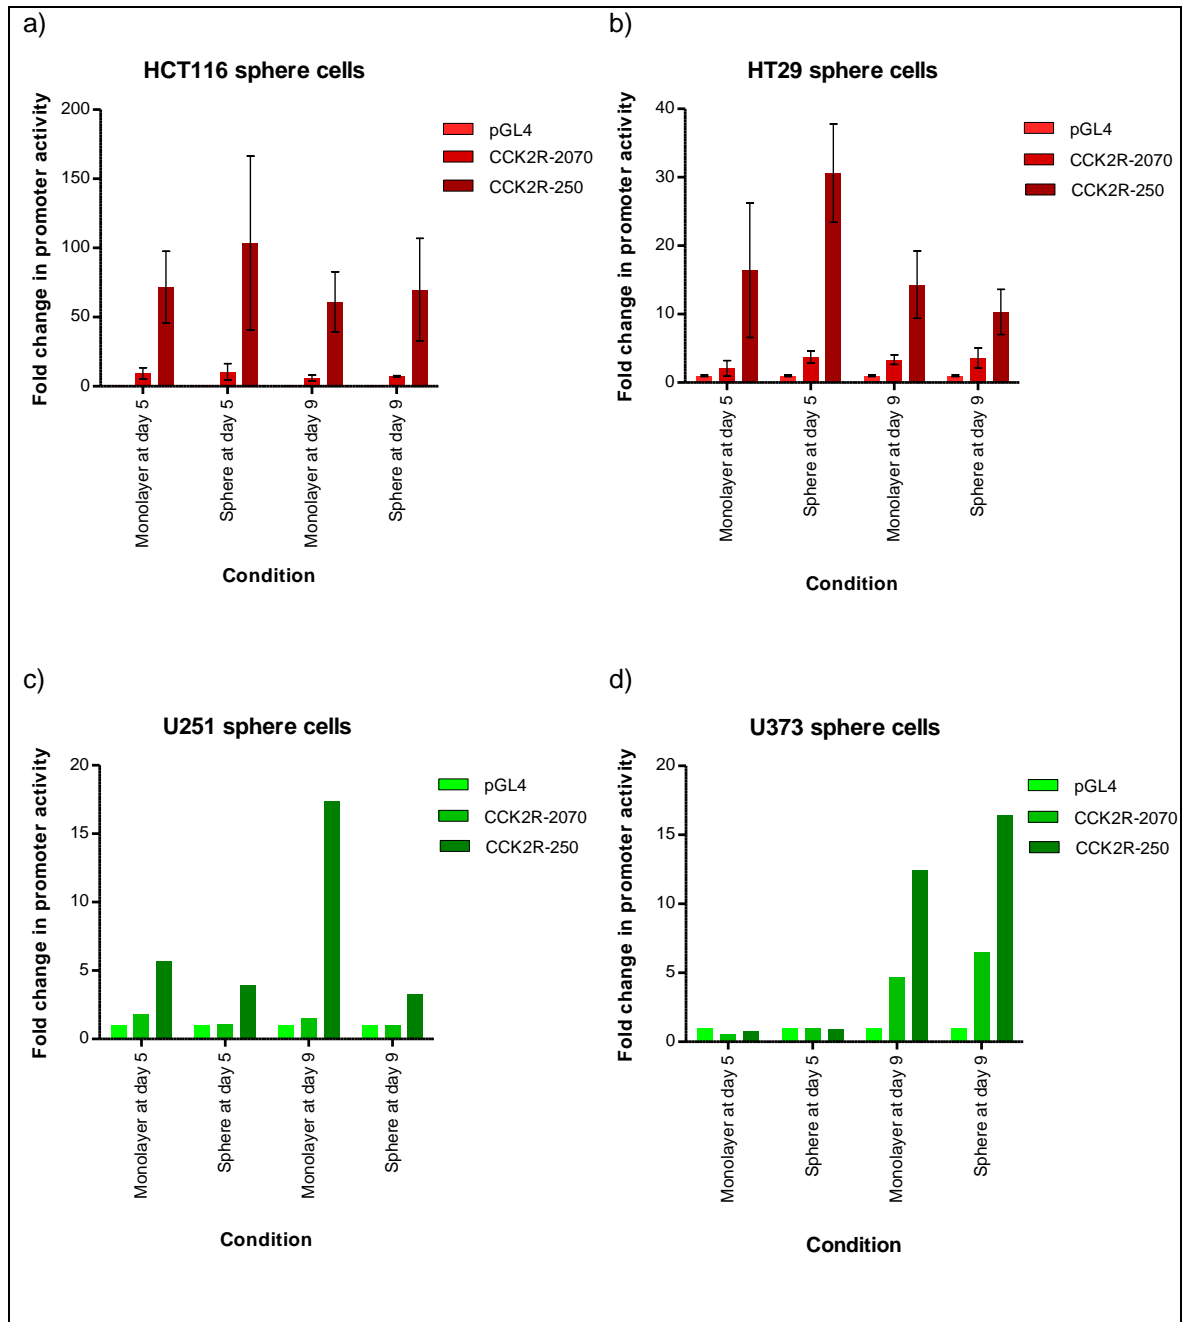 a)
HCT116 sphere cells
Fold change in promoter activity
200
150
100
50
0
pGL4
CCK2R-2070
CCK2R-250
Monolayer at day 5
Sphere at day 5
Monolayer at day 9
Sphere at day 9
Condition
b)
HT29 sphere cells
Fold change in promoter activity
40
30
20
10
0
pGL4
CCK2R-2070
CCK2R-250
Monolayer at day 5
Sphere at day 5
Monolayer at day 9
Sphere at day 9
Condition
c)
U251 sphere cells
Fold change in promoter activity
20
15
10
5
0
pGL4
CCK2R-2070
CCK2R-250
Monolayer at day 5
Sphere at day 5
Monolayer at day 9
Sphere at day 9
Condition
d)
U373 sphere cells
Fold change in promoter activity
20
15
10
5
0
pGL4
CCK2R-2070
CCK2R-250
Monolayer at day 5
Sphere at day 5
Monolayer at day 9
Sphere at day 9
Condition